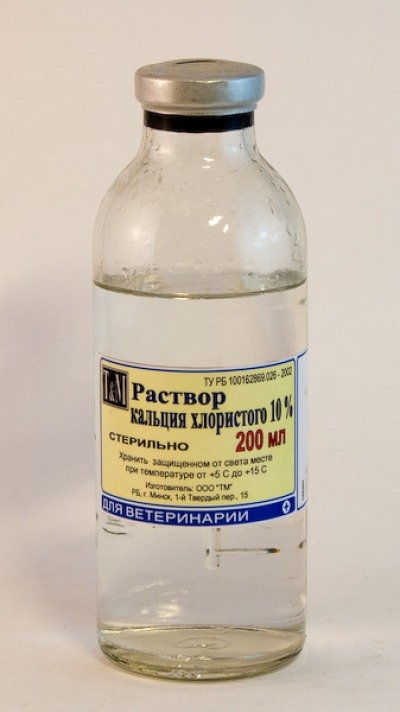 ТМ
ТУ РБ 100162869.026 - 2002
Раствор
кальция хлористого 10 %
СТЕРИЛЬНО 200 мл
Хранить защищенном от света месте
при температуре от +5 С до +15 С
Изготовитель: ООО "ТМ"
РБ, г. Минск, 1-й Твердый пер., 15
ДЛЯ ВЕТЕРИНАРИИ